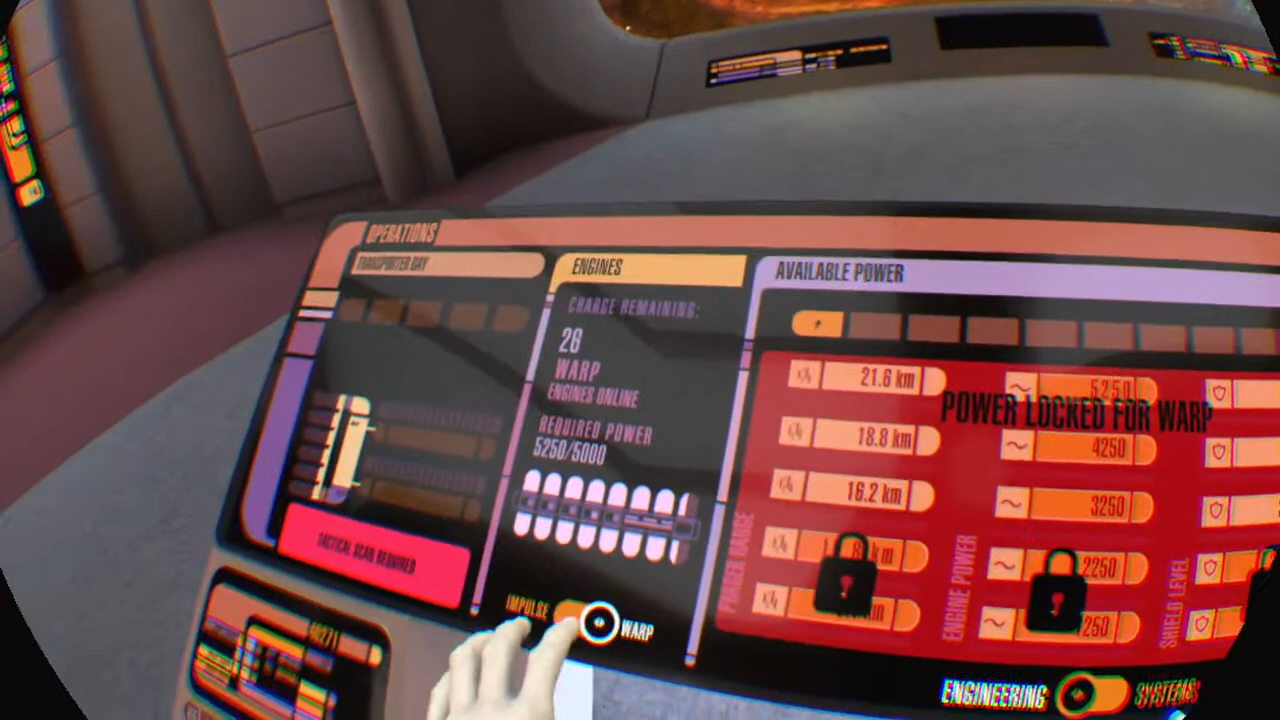 OPERATIONS
TRANSPORTER BAY
ENGINES
AVAILABLE POWER
CHARGE REMAINING:
26
WARP
ENGINES ONLINE
REQUIRED POWER
5250/5000
IMPULSE
WARP
TACTICAL SCAN REQUIRED
POWER LOCKED FOR WARP
PHASER RANGE
21.6 km
18.8 km
16.2 km
ENGINE POWER
5250
4250
3250
2250
1250
SHIELD LEVEL
ENGINEERING
SYSTEMS